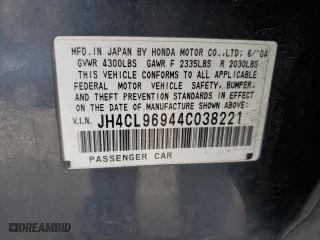 MFD. IN JAPAN BY HONDA MOTOR CO.,LTD: 8/'04
GVWR 4300LBS GAWR F 2335LBS R 2030LBS
THIS VEHICLE CONFORMS TO ALL APPLICABLE
FEDERAL MOTOR VEHICLE SAFETY, BUMPER,
AND THEFT PREVENTION STANDARDS IN EFFECT
ON THE DATE OF MANUFACTURE SHOWN ABOVE.
V.I.N. JH4CL96944C038221
PASSENGER CAR
DREAMBID